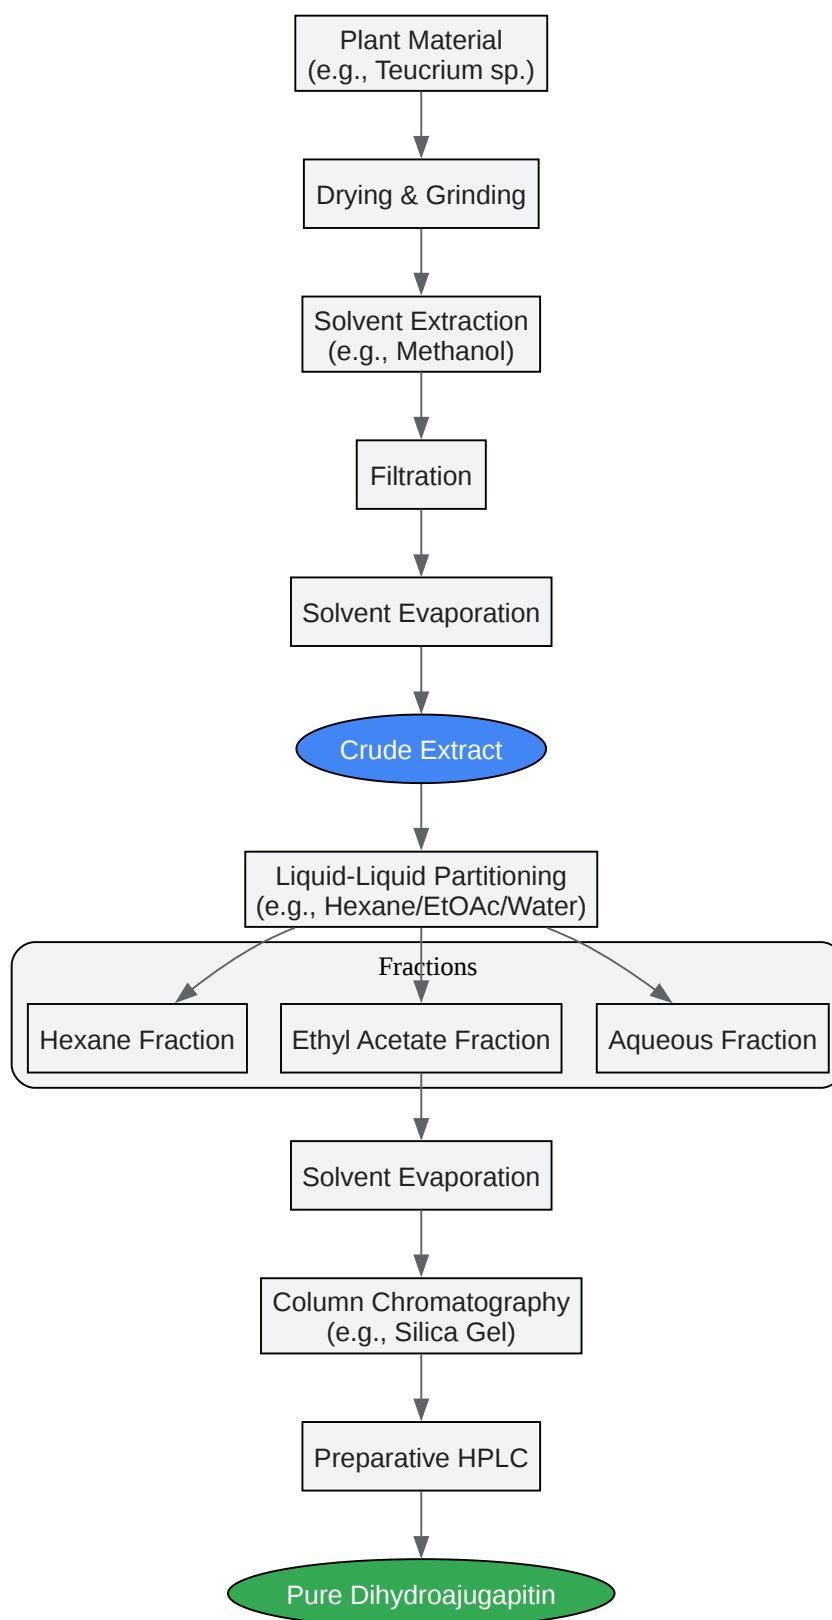 Plant Material
(e.g., Teucrium sp.)
Drying & Grinding
Solvent Extraction
(e.g., Methanol)
Filtration
Solvent Evaporation
Crude Extract
Liquid-Liquid Partitioning
(e.g., Hexane/EtOAc/Water)
Fractions
Hexane Fraction
Ethyl Acetate Fraction
Aqueous Fraction
Solvent Evaporation
Column Chromatography
(e.g., Silica Gel)
Preparative HPLC
Pure Dihydroajugapitin